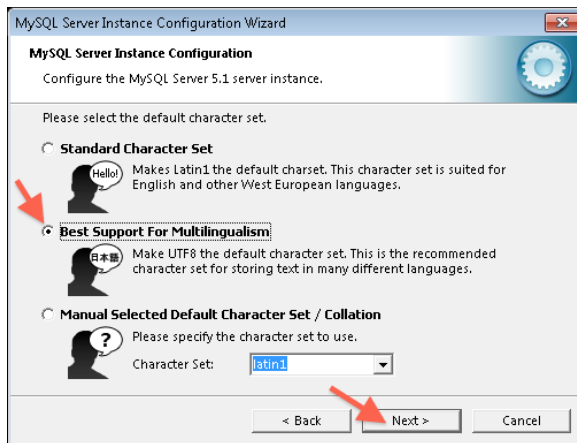 MySQL Server Instance Configuration Wizard
MySQL Server Instance Configuration
Configure the MySQL Server 5.1 server instance.
Please select the default character set.
Standard Character Set
Hello!
Makes Latin1 the default charset. This character set is suited for
English and other West European languages.
Best Support For Multilingualism
日本語
Make UTF8 the default character set. This is the recommended
character set for storing text in many different languages.
Manual Selected Default Character Set / Collation
?
Please specify the character set to use.
Character Set: latin1
< Back Next > Cancel